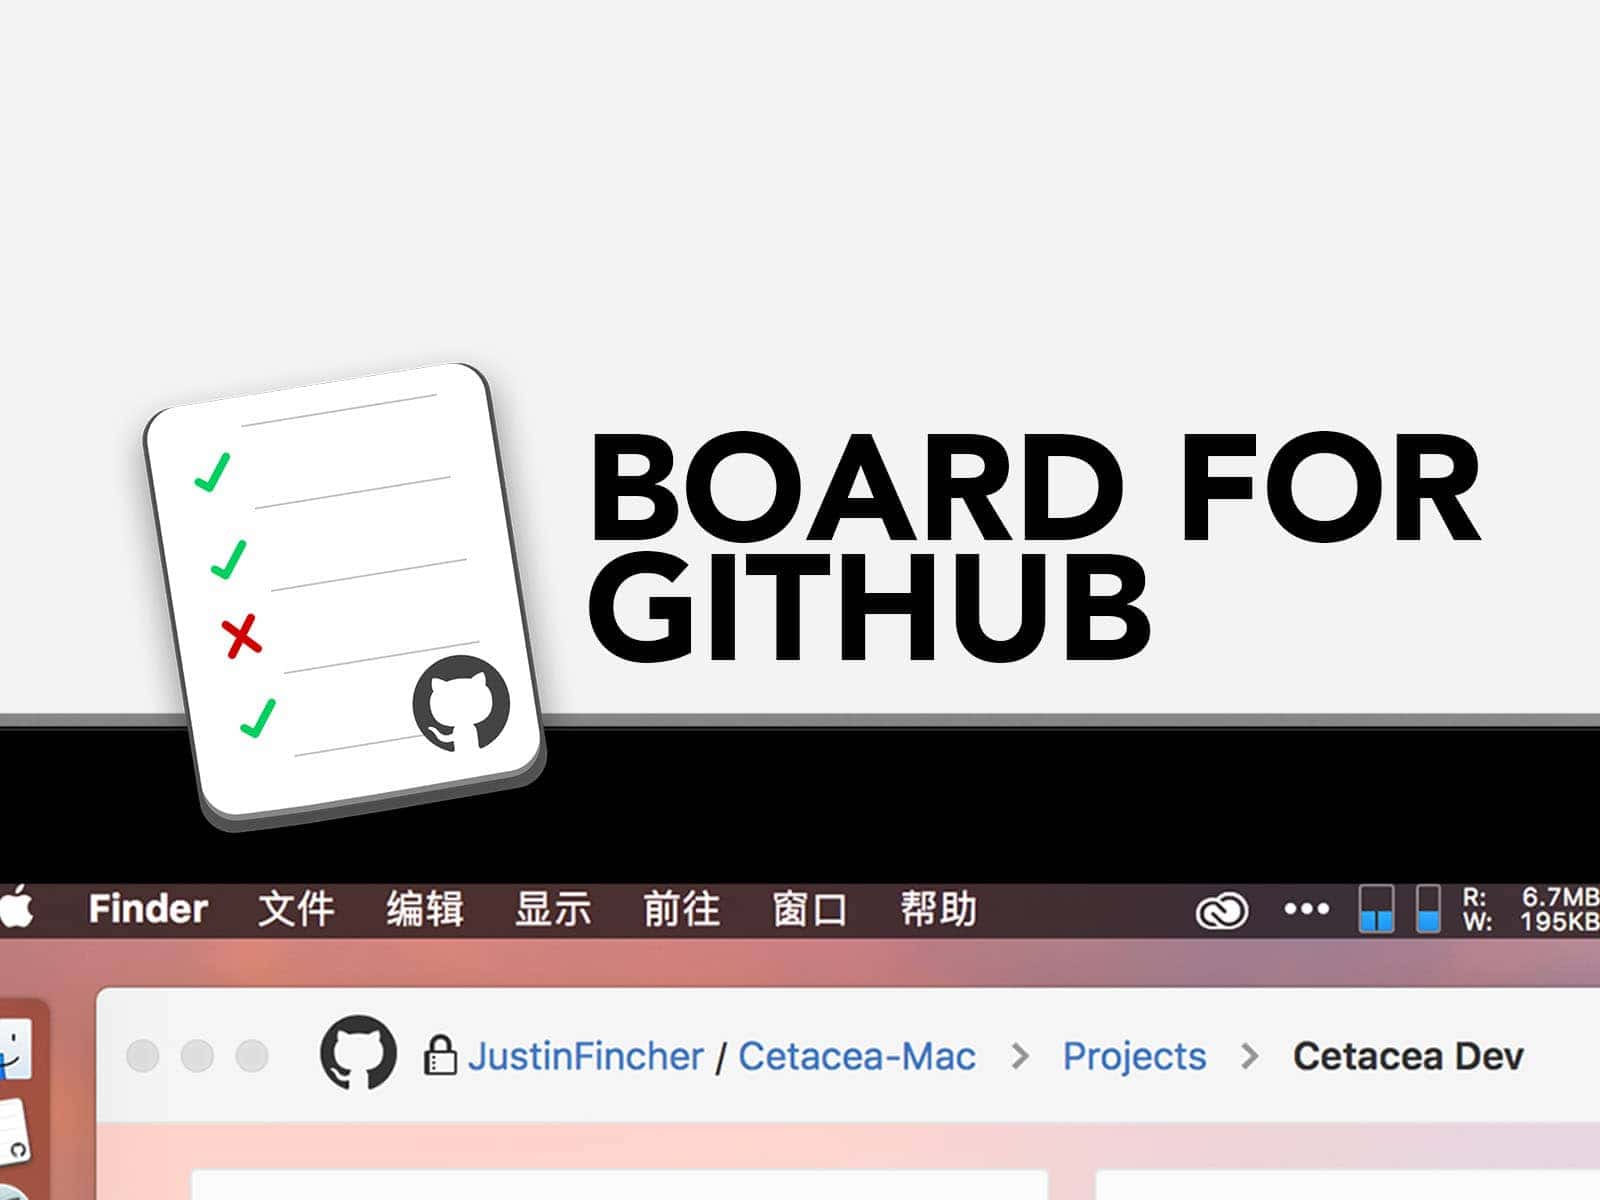 BOARD FOR
GITHUB
Finder 文件 编辑 显示 前往 窗口 帮助 R: 6.7MB
W: 195KB
JustinFincher / Cetacea-Mac > Projects > Cetacea Dev